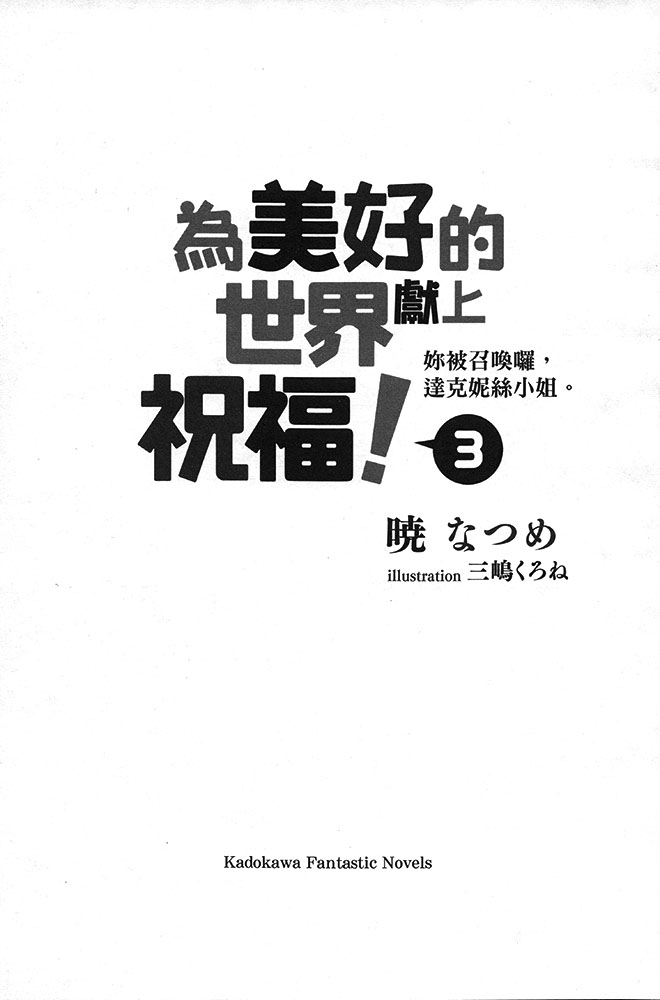 為美好的
世界獻上
祝福！3
妳被召喚囉，
達克妮絲小姐。
暁 なつめ
illustration 三嶋くろね
Kadokawa Fantastic Novels